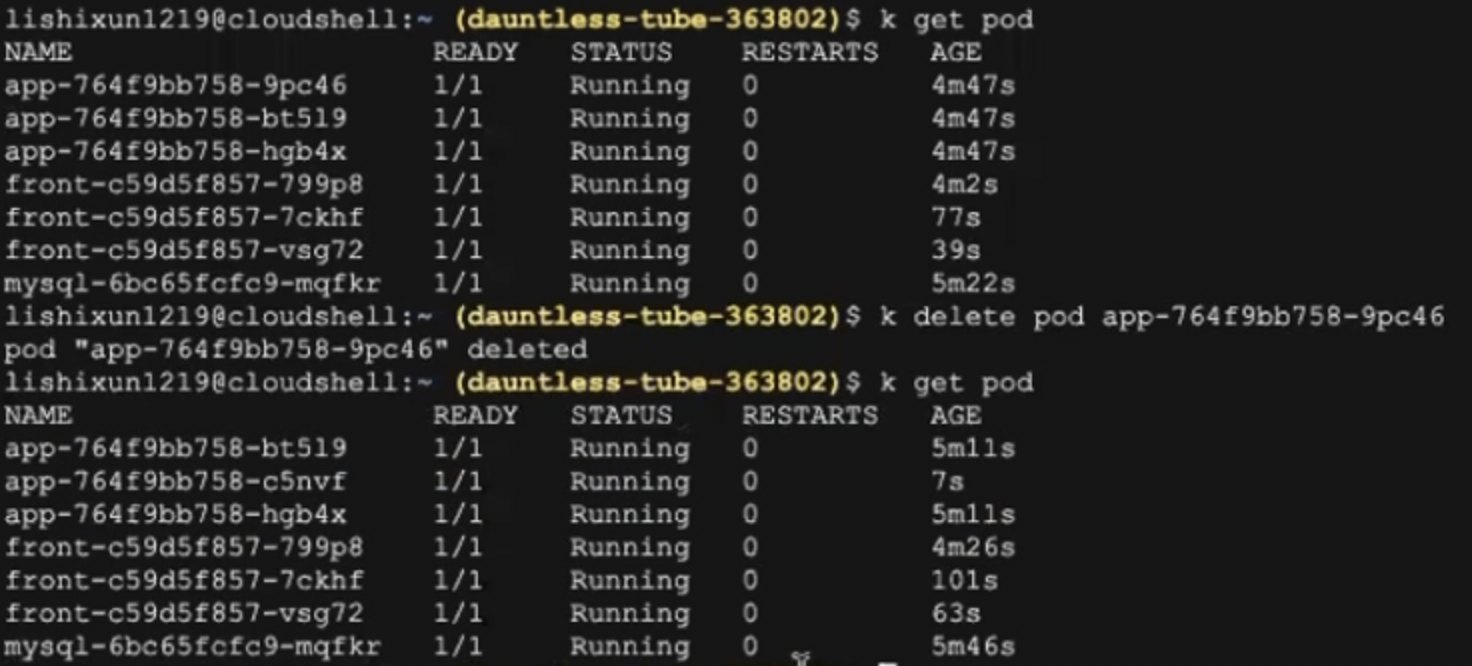 lishixun1219@cloudshell:~ (dauntless-tube-363802)$ k get pod
NAME READY STATUS RESTARTS AGE
app-764f9bb758-9pc46 1/1 Running 0 4m47s
app-764f9bb758-bt5l9 1/1 Running 0 4m47s
app-764f9bb758-hgb4x 1/1 Running 0 4m47s
front-c59d5f857-799p8 1/1 Running 0 4m2s
front-c59d5f857-7ckhf 1/1 Running 0 77s
front-c59d5f857-vsg72 1/1 Running 0 39s
mysql-6bc65fcfc9-mqfkr 1/1 Running 0 5m22s
lishixun1219@cloudshell:~ (dauntless-tube-363802)$ k delete pod app-764f9bb758-9pc46
pod "app-764f9bb758-9pc46" deleted
lishixun1219@cloudshell:~ (dauntless-tube-363802)$ k get pod
NAME READY STATUS RESTARTS AGE
app-764f9bb758-bt5l9 1/1 Running 0 5m11s
app-764f9bb758-c5nvf 1/1 Running 0 7s
app-764f9bb758-hgb4x 1/1 Running 0 5m11s
front-c59d5f857-799p8 1/1 Running 0 4m26s
front-c59d5f857-7ckhf 1/1 Running 0 101s
front-c59d5f857-vsg72 1/1 Running 0 63s
mysql-6bc65fcfc9-mqfkr 1/1 Running 0 5m46s